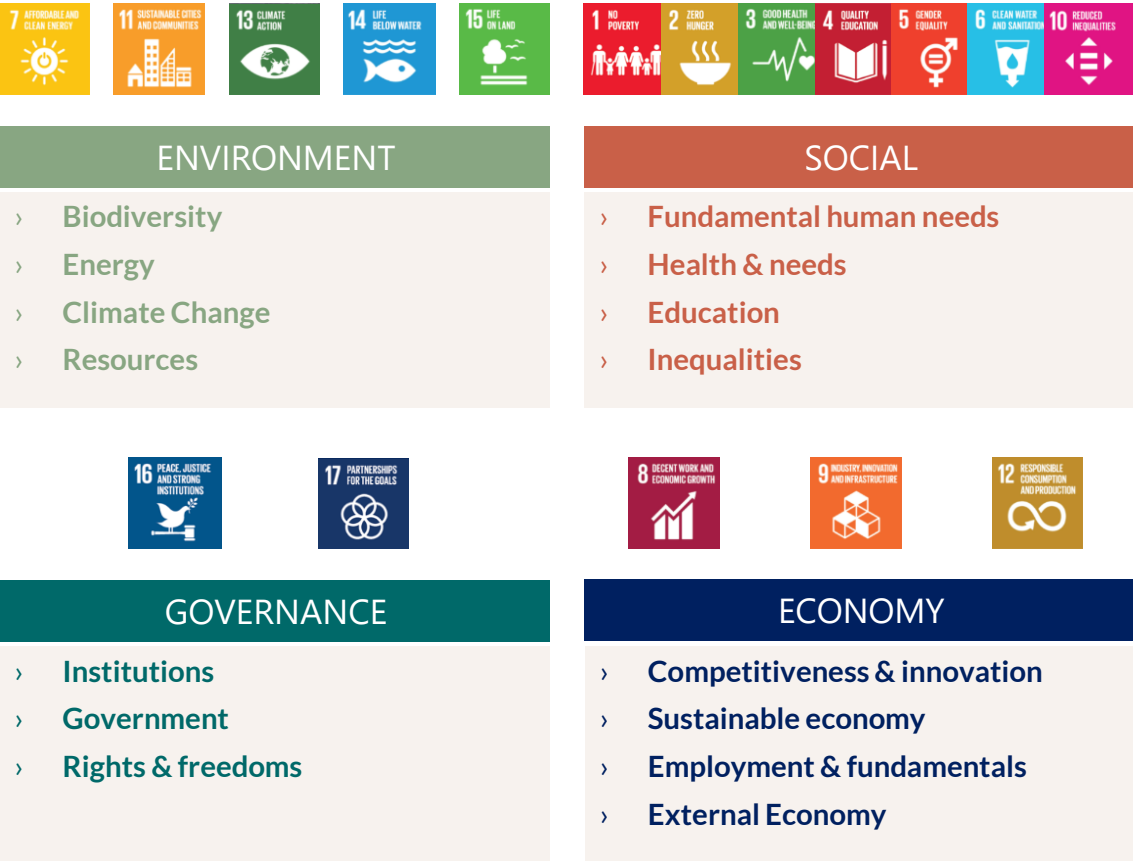 7 AFFORDABLE AND
CLEAN ENERGY
11 SUSTAINABLE CITIES
AND COMMUNITIES
13 CLIMATE
ACTION
14 LIFE
BELOW WATER
15 LIFE
ON LAND
1 NO
POVERTY
2 ZERO
HUNGER
3 GOOD HEALTH
AND WELL-BEING
4 QUALITY
EDUCATION
5 GENDER
EQUALITY
6 CLEAN WATER
AND SANITATION
10 REDUCED
INEQUALITIES
ENVIRONMENT
› Biodiversity
› Energy
› Climate Change
› Resources
SOCIAL
› Fundamental human needs
› Health & needs
› Education
› Inequalities
16 PEACE, JUSTICE
AND STRONG
INSTITUTIONS
17 PARTNERSHIPS
FOR THE GOALS
8 DECENT WORK AND
ECONOMIC GROWTH
9 INDUSTRY, INNOVATION
AND INFRASTRUCTURE
12 RESPONSIBLE
CONSUMPTION
AND PRODUCTION
GOVERNANCE
› Institutions
› Government
› Rights & freedoms
ECONOMY
› Competitiveness & innovation
› Sustainable economy
› Employment & fundamentals
› External Economy